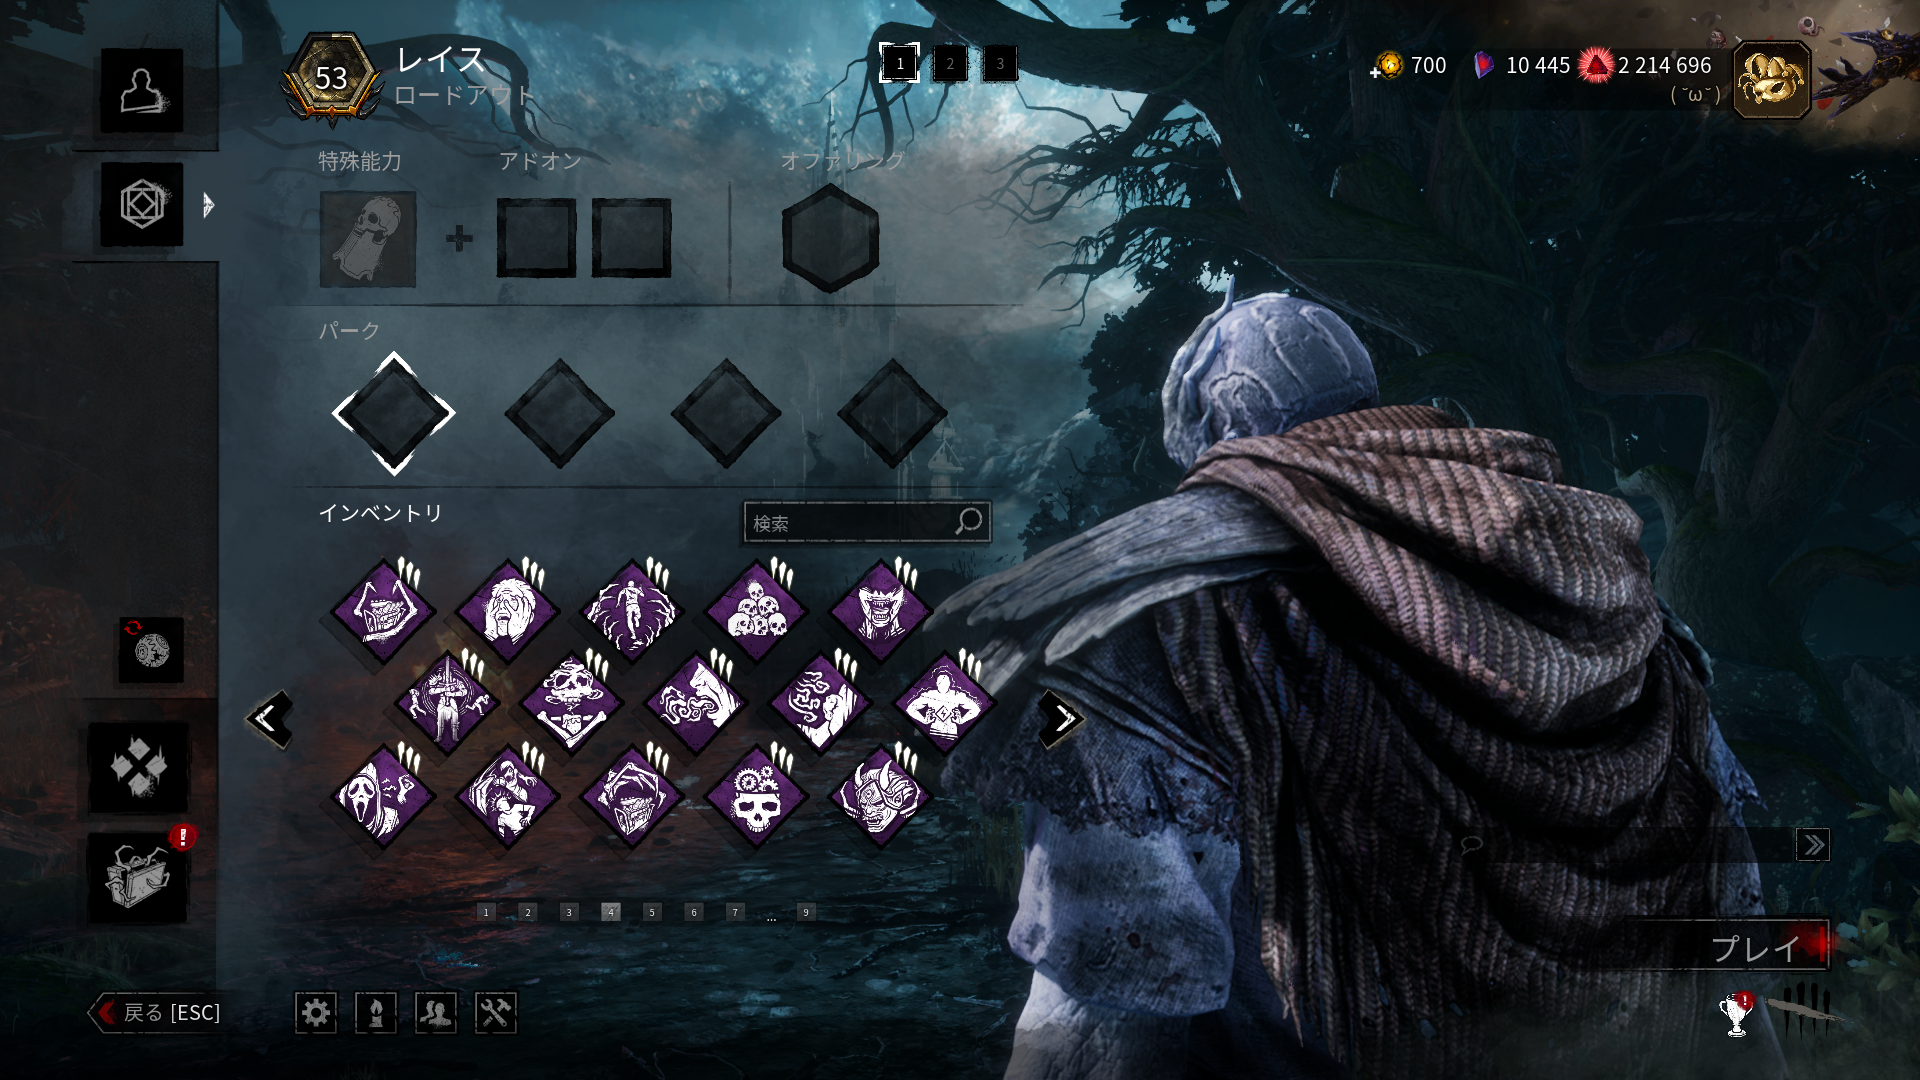 53
レイス
ロードアウト
1 2 3
700 10 445 2 214 696
( ˘ω˘ )
特殊能力 アドオン オファリング
パーク
インベントリ
検索
1 2 3 4 5 6 7 ... 9
プレイ
戻る [ESC]